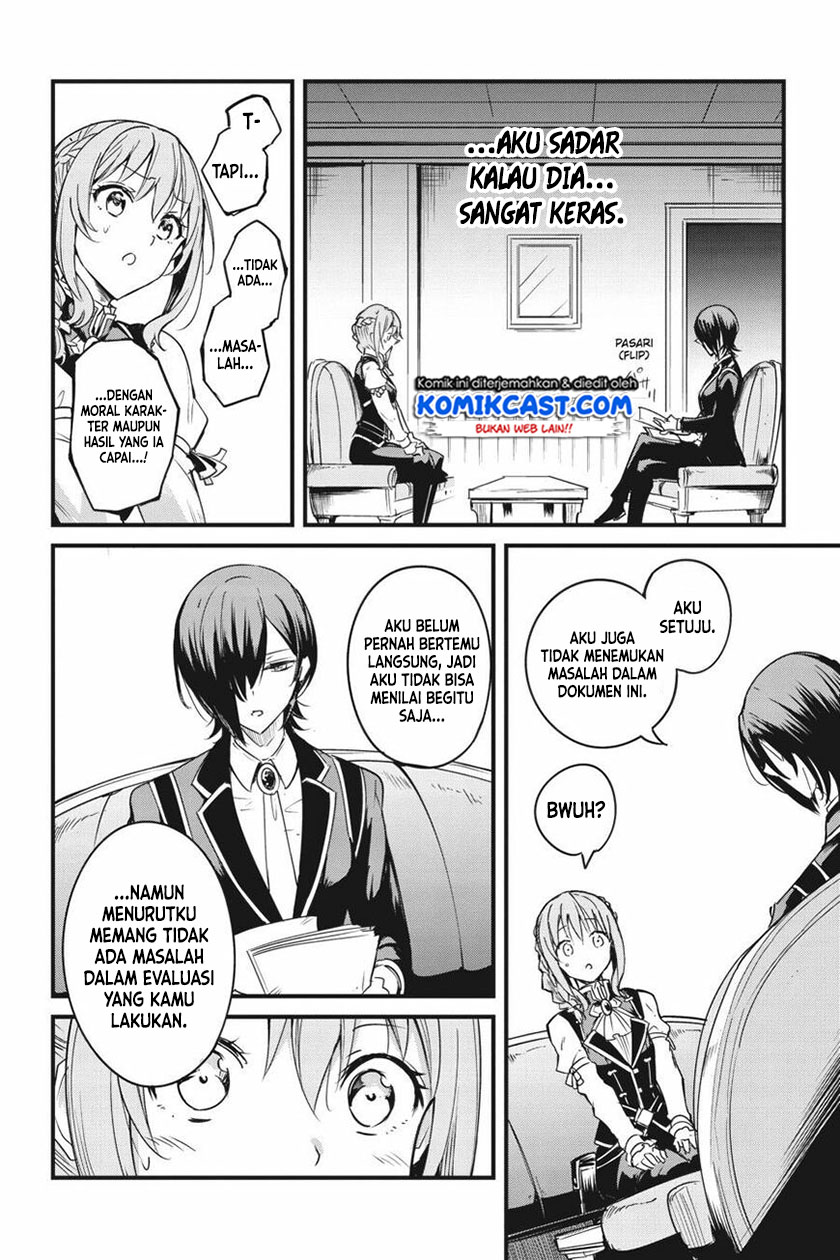 ...AKU SADAR
KALAU DIA...
SANGAT KERAS.
PASARI
(FLIP)
Komik ini diterjemahkan & diedit oleh
KOMIKCAST.COM
BUKAN WEB LAIN!!
T-
TAPI...
...TIDAK
ADA...
...MASA-
LAH...
...DENGAN
MORAL KARAK-
TER MAUPUN
HASIL YANG IA
CAPAI...!
AKU
SETUJU.
AKU JUGA
TIDAK MENEMUKAN
MASALAH DALAM
DOKUMEN INI.
BWUH?
AKU BELUM
PERNAH BERTEMU
LANGSUNG, JADI
AKU TIDAK BISA
MENILAI BEGITU
SAJA...
...NAMUN
MENURUTKU
MEMANG TIDAK
ADA MASALAH
DALAM EVALUASI
YANG KAMU
LAKUKAN.